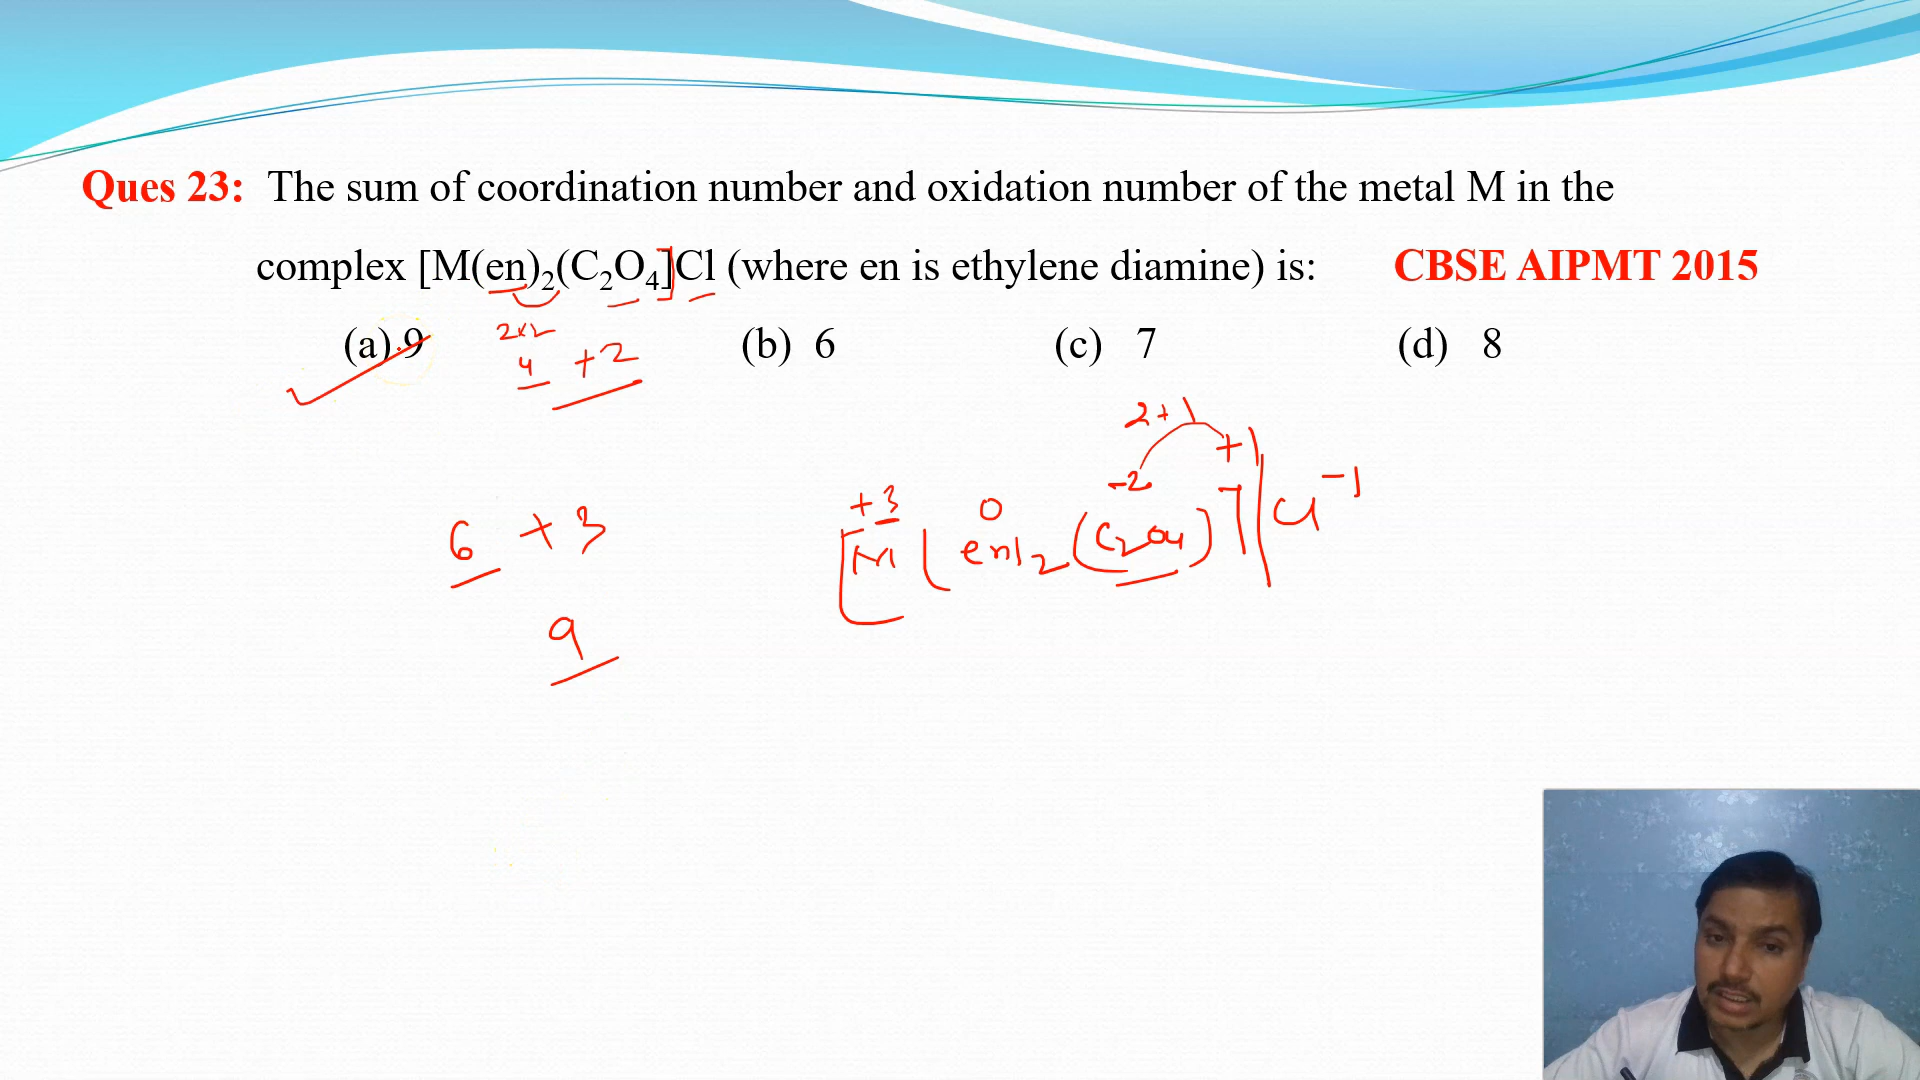 Ques 23: The sum of coordination number and oxidation number of the metal M in the
complex [M(en)₂(C₂O₄]Cl (where en is ethylene diamine) is: CBSE AIPMT 2015
(a) 9 (b) 6 (c) 7 (d) 8
2×2
4 +2
2+1
-2 +1
+3 0 -1
[M(en)₂(C₂O₄)]Cl
6 + 3
9